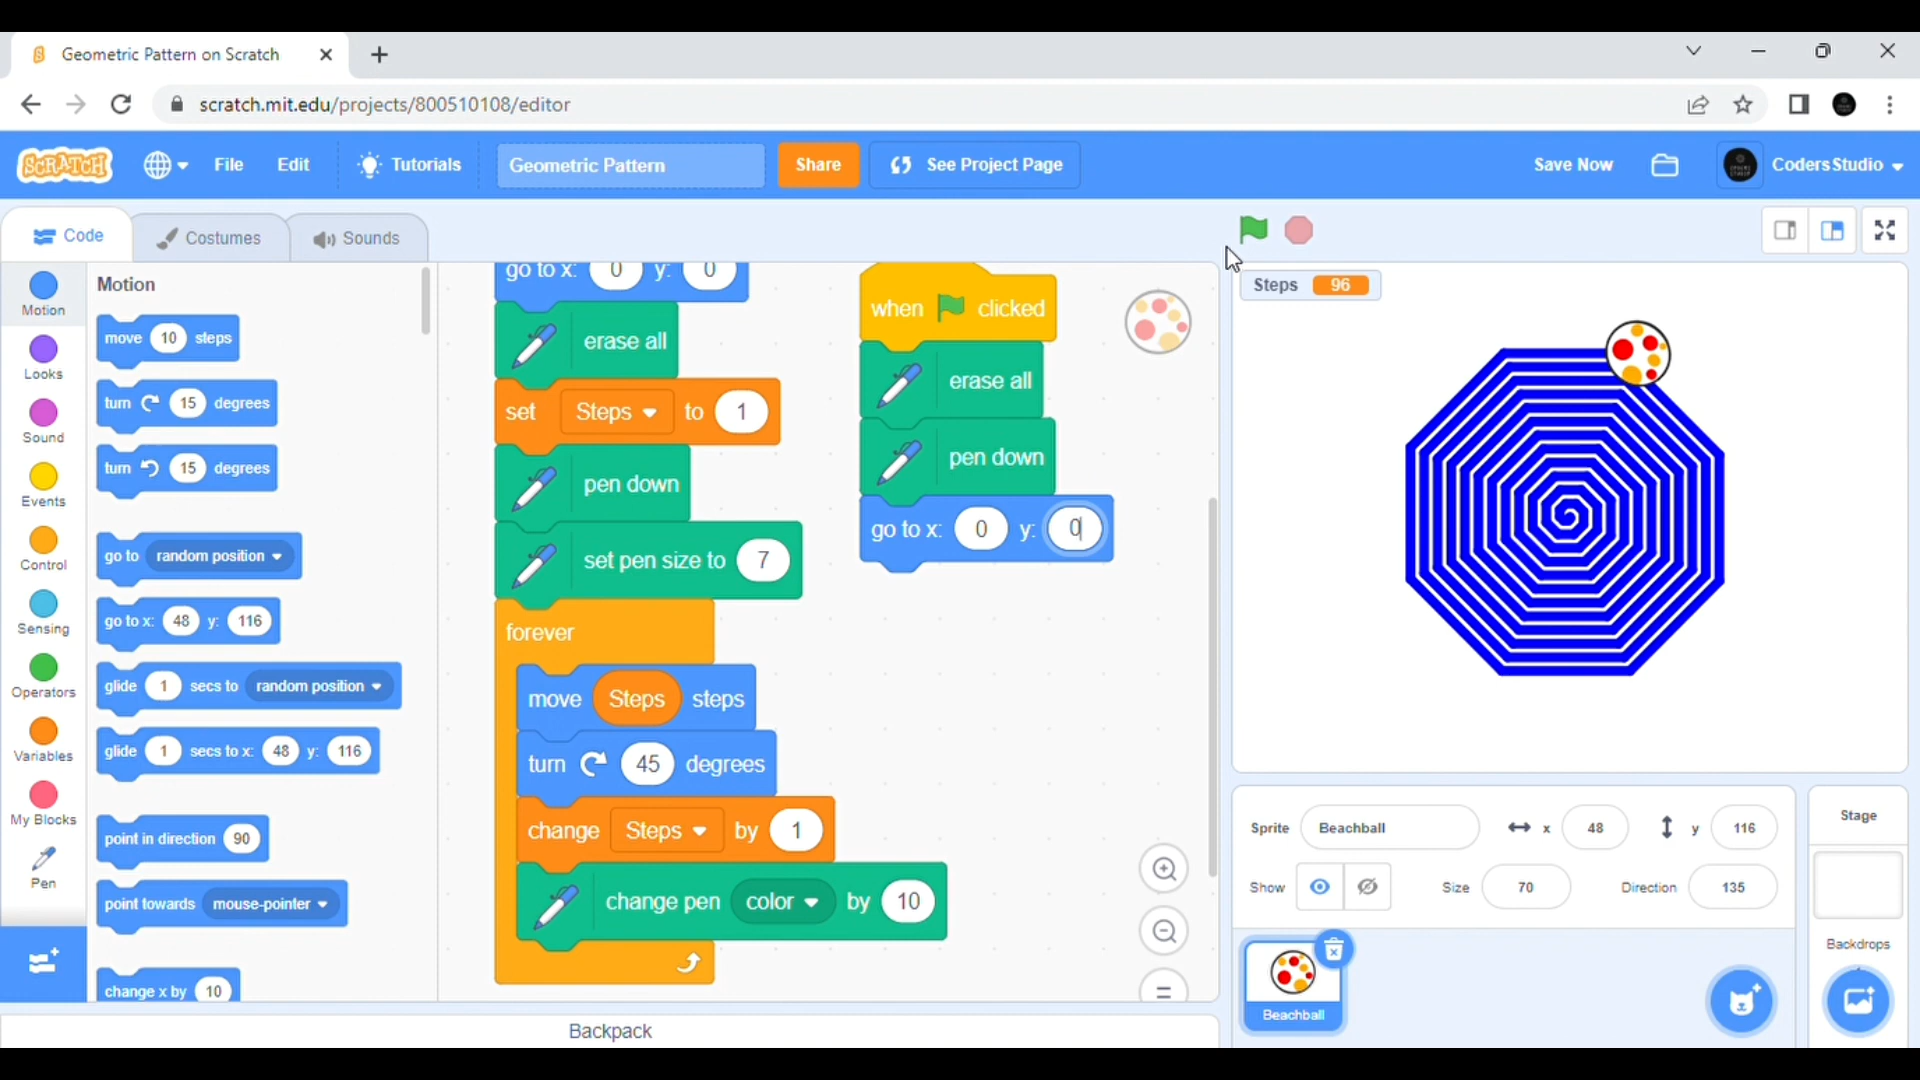 Geometric Pattern on Scratch
scratch.mit.edu/projects/800510108/editor
SCRATCH File Edit Tutorials Geometric Pattern Share See Project Page Save Now CodersStudio
Code Costumes Sounds
Motion
Looks
Sound
Events
Control
Sensing
Operators
Variables
My Blocks
Pen
Motion
move 10 steps
turn 15 degrees
turn 15 degrees
go to random position
go to x: 48 y: 116
glide 1 secs to random position
glide 1 secs to x: 48 y: 116
point in direction 90
point towards mouse-pointer
change x by 10
go to x: 0 y: 0
erase all
set Steps to 1
pen down
set pen size to 7
forever
move Steps steps
turn 45 degrees
change Steps by 1
change pen color by 10
when clicked
erase all
pen down
go to x: 0 y: 0
Steps 96
Sprite Beachball x 48 y 116
Show Size 70 Direction 135
Beachball
Stage
Backdrops
Backpack